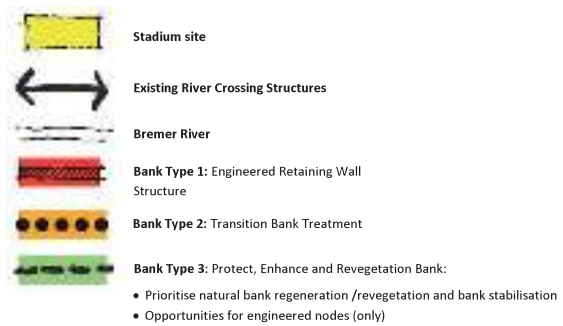 Stadium site
Existing River Crossing Structures
Bremer River
Bank Type 1: Engineered Retaining Wall
Structure
Bank Type 2: Transition Bank Treatment
Bank Type 3: Protect, Enhance and Revegetation Bank:
• Prioritise natural bank regeneration /revegetation and bank stabilisation
• Opportunities for engineered nodes (only)